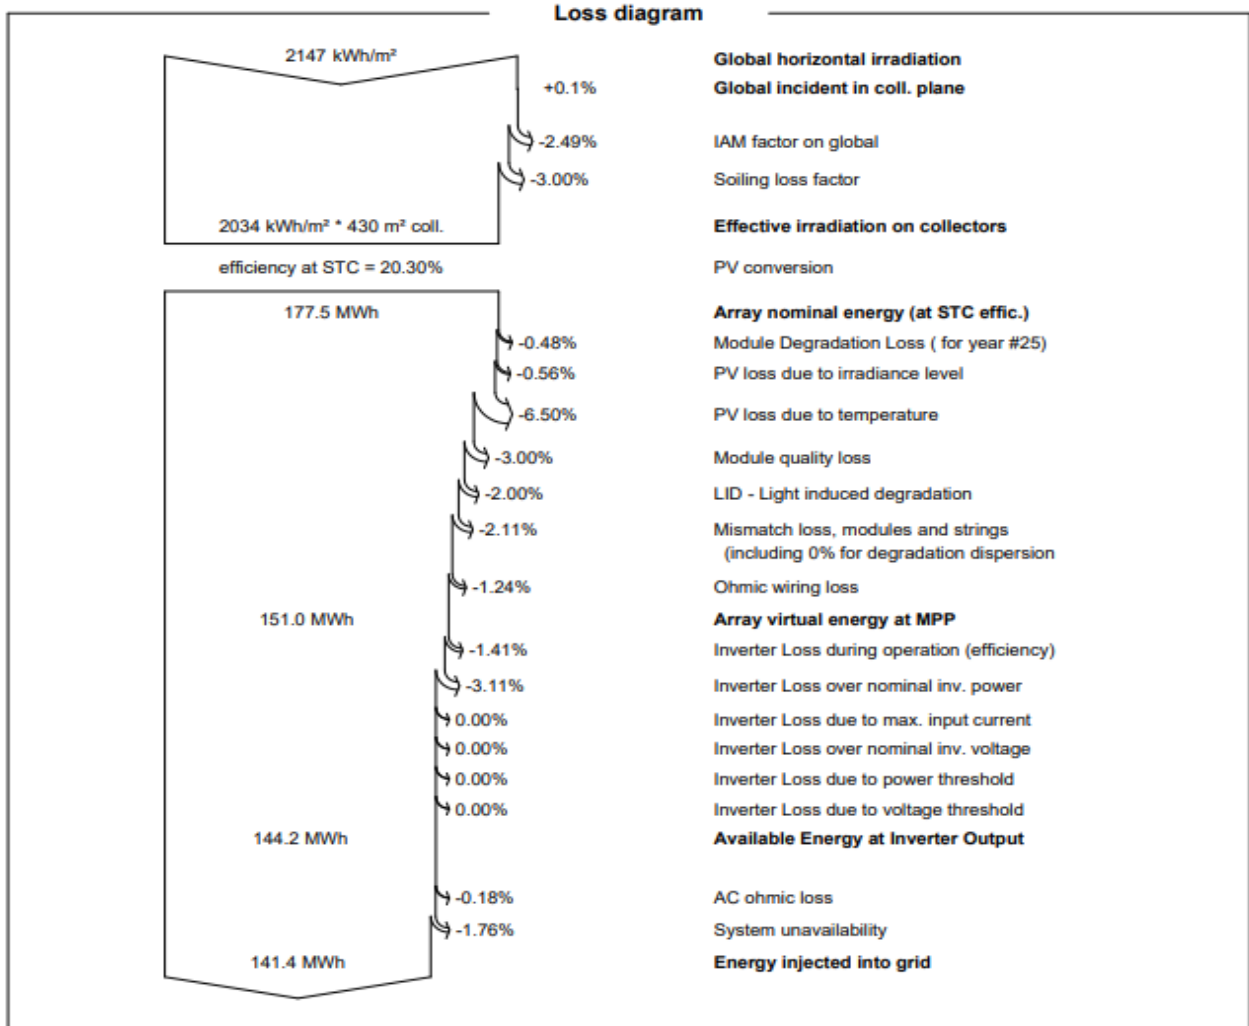 Loss diagram
2147 kWh/m² Global horizontal irradiation
+0.1% Global incident in coll. plane
-2.49% IAM factor on global
-3.00% Soiling loss factor
2034 kWh/m² * 430 m² coll. Effective irradiation on collectors
efficiency at STC = 20.30% PV conversion
177.5 MWh Array nominal energy (at STC effic.)
-0.48% Module Degradation Loss ( for year #25)
-0.56% PV loss due to irradiance level
-6.50% PV loss due to temperature
-3.00% Module quality loss
-2.00% LID - Light induced degradation
-2.11% Mismatch loss, modules and strings
(including 0% for degradation dispersion
-1.24% Ohmic wiring loss
151.0 MWh Array virtual energy at MPP
-1.41% Inverter Loss during operation (efficiency)
-3.11% Inverter Loss over nominal inv. power
0.00% Inverter Loss due to max. input current
0.00% Inverter Loss over nominal inv. voltage
0.00% Inverter Loss due to power threshold
0.00% Inverter Loss due to voltage threshold
144.2 MWh Available Energy at Inverter Output
-0.18% AC ohmic loss
-1.76% System unavailability
141.4 MWh Energy injected into grid